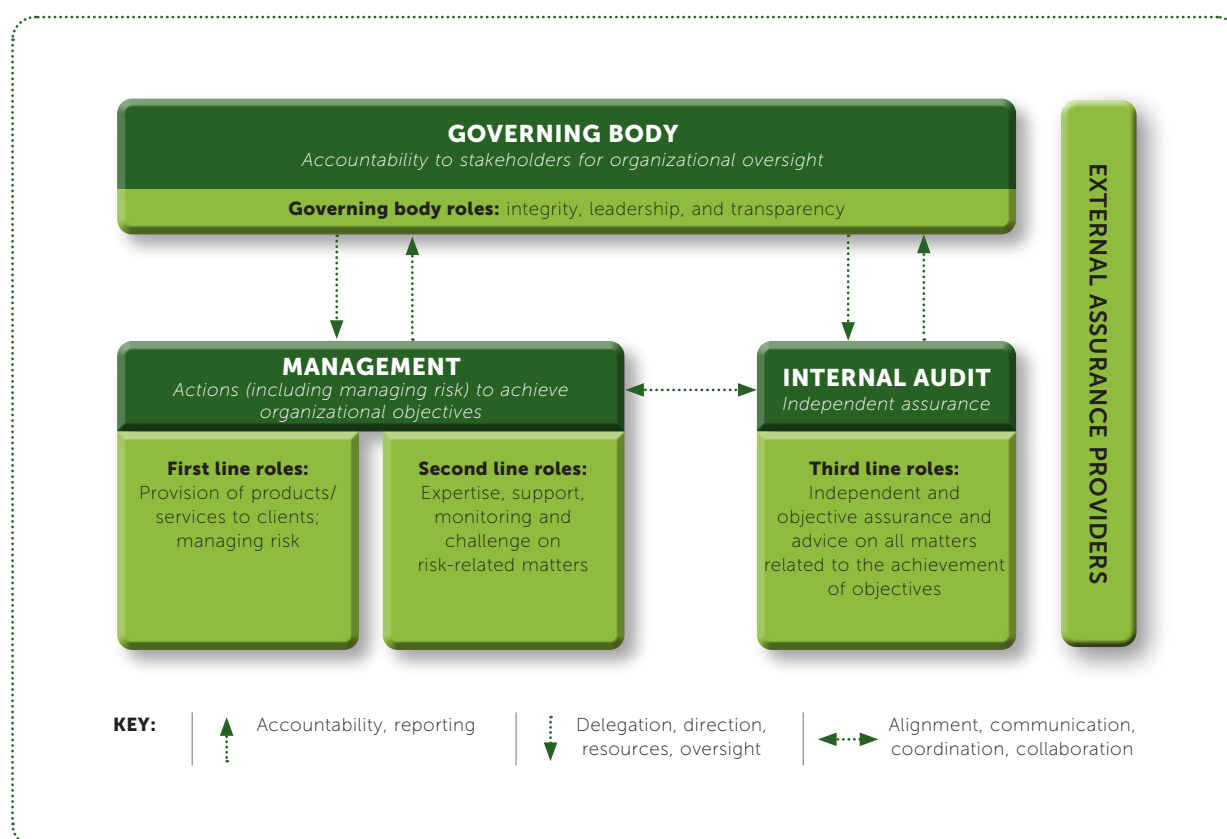 GOVERNING BODY
Accountability to stakeholders for organizational oversight
Governing body roles: integrity, leadership, and transparency
MANAGEMENT
Actions (including managing risk) to achieve
organizational objectives
First line roles:
Provision of products/
services to clients;
managing risk
Second line roles:
Expertise, support,
monitoring and
challenge on
risk-related matters
INTERNAL AUDIT
Independent assurance
Third line roles:
Independent and
objective assurance and
advice on all matters
related to the achievement
of objectives
EXTERNAL ASSURANCE PROVIDERS
KEY:
Accountability, reporting
Delegation, direction,
resources, oversight
Alignment, communication,
coordination, collaboration